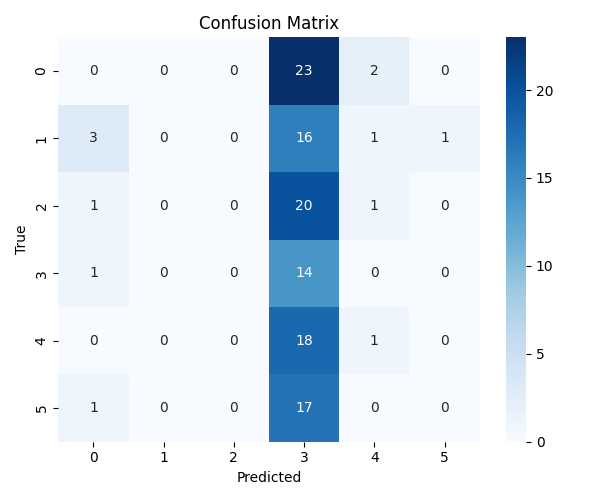 Confusion Matrix
0 0 0 0 23 2 0
1 3 0 0 16 1 1
2 1 0 0 20 1 0
3 1 0 0 14 0 0
4 0 0 0 18 1 0
5 1 0 0 17 0 0
0 1 2 3 4 5
Predicted
True
20
15
10
5
0